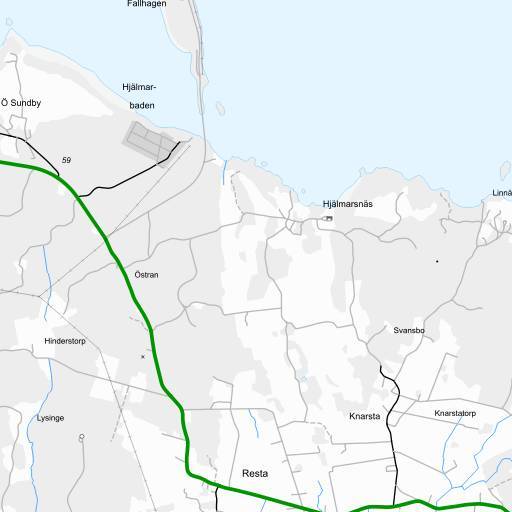 Fallhagen
Hjälmar-
baden
Ö Sundby
59
Linnä
Hjälmarsnäs
Östran
Svansbo
Hinderstorp
Knarstatorp
Knarsta
Lysinge
Resta